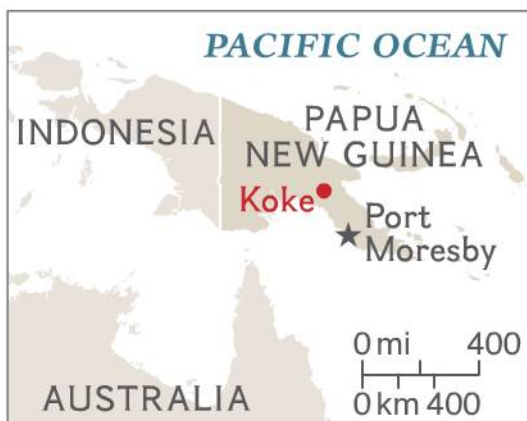 PACIFIC OCEAN
INDONESIA
PAPUA
NEW GUINEA
Koke
Port
Moresby
0 mi 400
0 km 400
AUSTRALIA